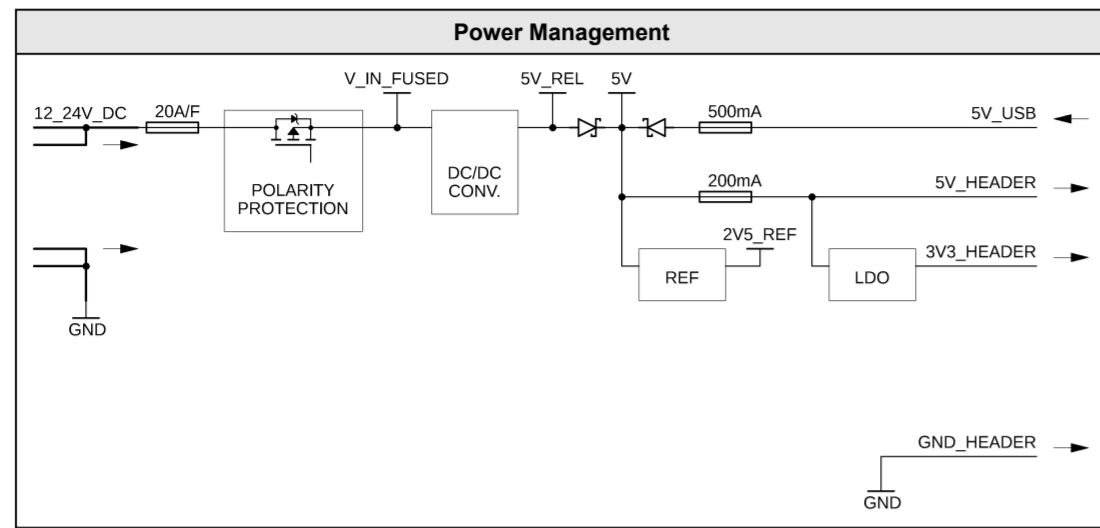 Power Management
V_IN_FUSED
5V_REL
5V
12_24V_DC
20A/F
500mA
5V_USB
DC/DC
CONV.
POLARITY
PROTECTION
200mA
5V_HEADER
2V5_REF
3V3_HEADER
REF
LDO
GND
GND_HEADER
GND